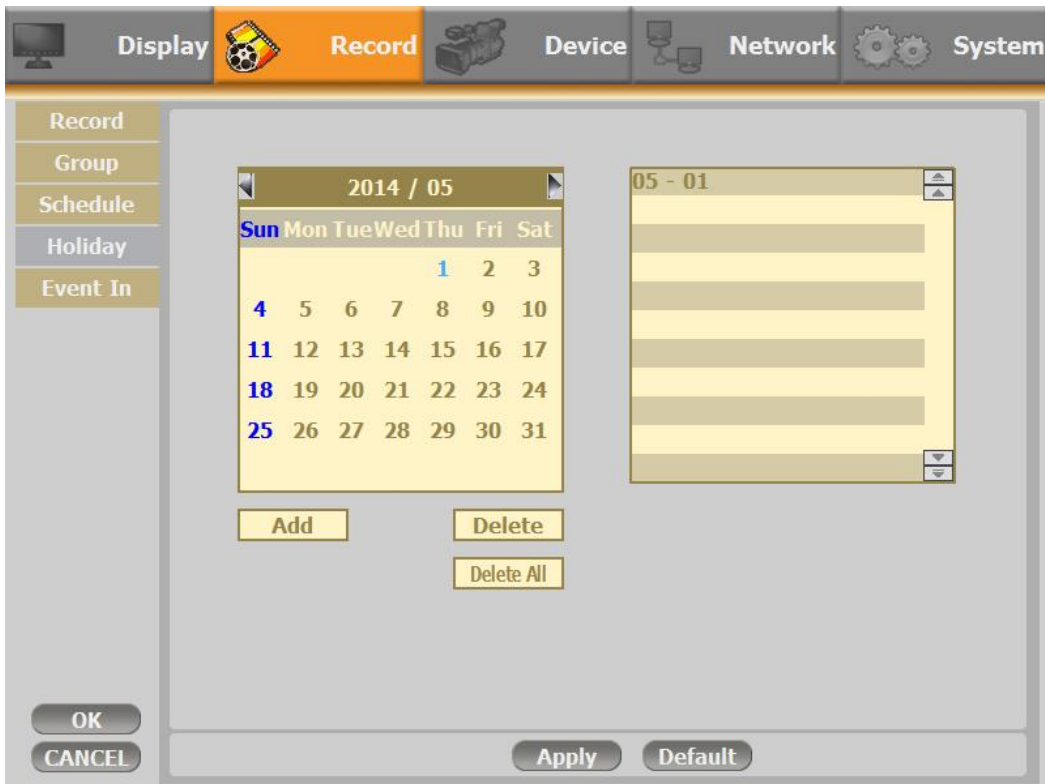 Display Record Device Network System
Record
Group
Schedule
Holiday
Event In
2014 / 05
Sun Mon Tue Wed Thu Fri Sat
1 2 3
4 5 6 7 8 9 10
11 12 13 14 15 16 17
18 19 20 21 22 23 24
25 26 27 28 29 30 31
Add Delete
Delete All
05 - 01
OK
CANCEL
Apply Default